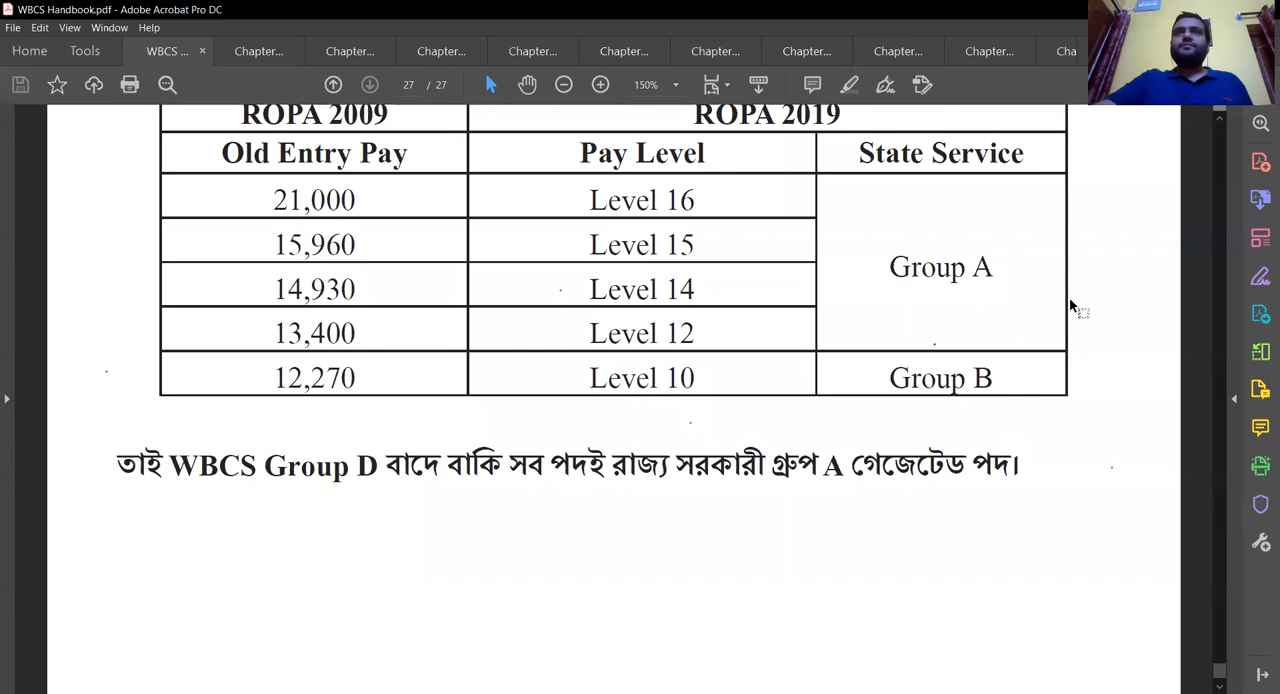 WBCS Handbook.pdf - Adobe Acrobat Pro DC
File Edit View Window Help
Home Tools WBCS ... × Chapter... Chapter... Chapter... Chapter... Chapter... Chapter... Chapter... Chapter... Chapter... Cha
27 / 27 150%
ROPA 2009 ROPA 2019
Old Entry Pay Pay Level State Service
21,000 Level 16
15,960 Level 15
Group A
14,930 Level 14
13,400 Level 12
12,270 Level 10 Group B
তাই WBCS Group D বাদে বাকি সব পদই রাজ্য সরকারী গ্রুপ A গেজেটেড পদ।